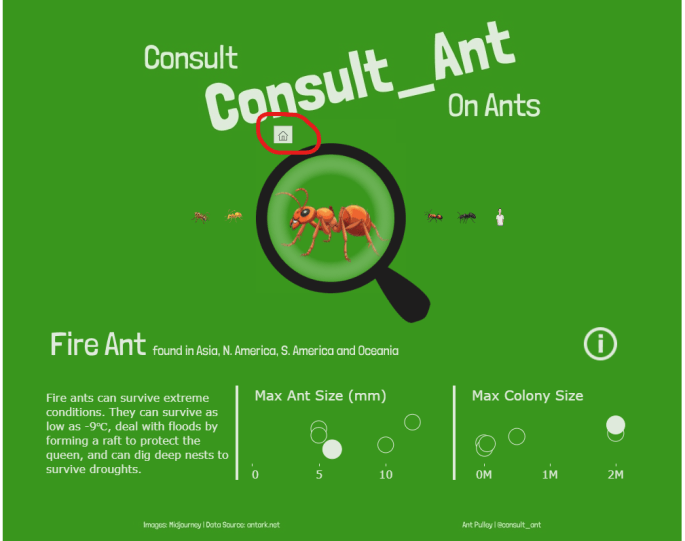 Consult
Consult_Ant
On Ants
Fire Ant found in Asia, N. America, S. America and Oceania
i
Fire ants can survive extreme
conditions. They can survive as
low as -9°C, deal with floods by
forming a raft to protect the
queen, and can dig deep nests to
survive droughts.
Max Ant Size (mm)
0 5 10
Max Colony Size
0M 1M 2M
Images: Midjourney | Data Source: antark.net
Ant Pulley | @consult_ant